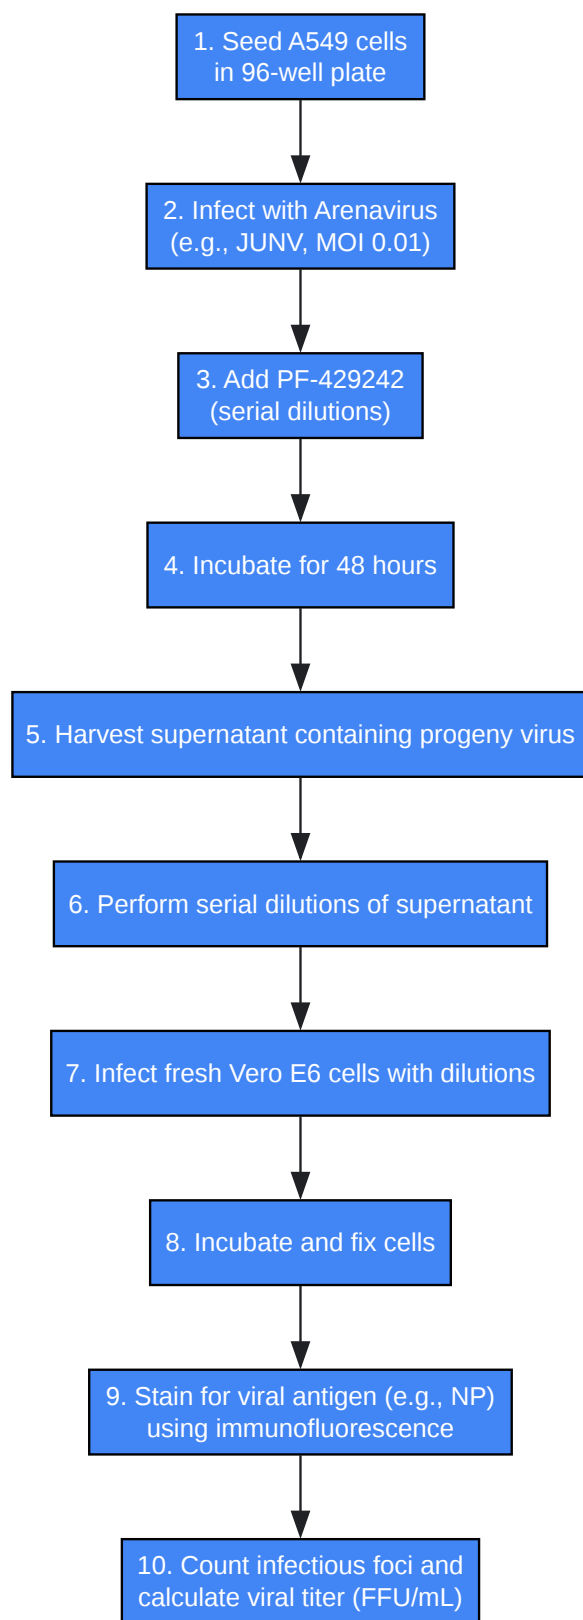 1. Seed A549 cells
in 96-well plate
2. Infect with Arenavirus
(e.g., JUNV, MOI 0.01)
3. Add PF-429242
(serial dilutions)
4. Incubate for 48 hours
5. Harvest supernatant containing progeny virus
6. Perform serial dilutions of supernatant
7. Infect fresh Vero E6 cells with dilutions
8. Incubate and fix cells
9. Stain for viral antigen (e.g., NP)
using immunofluorescence
10. Count infectious foci and
calculate viral titer (FFU/mL)